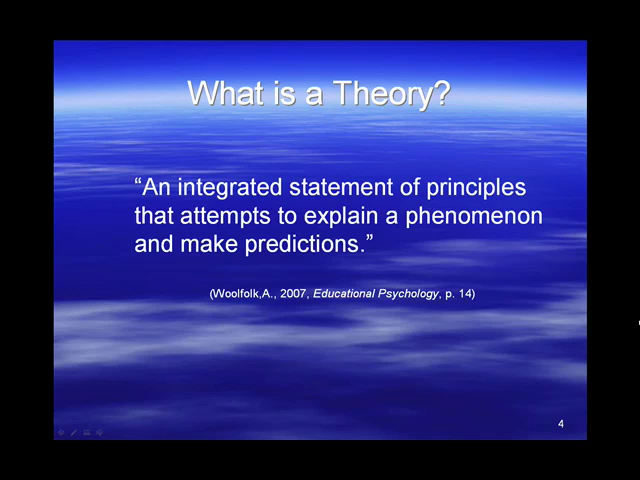 What is a Theory?
“An integrated statement of principles
that attempts to explain a phenomenon
and make predictions.”
(Woolfolk,A., 2007, Educational Psychology, p. 14)
4